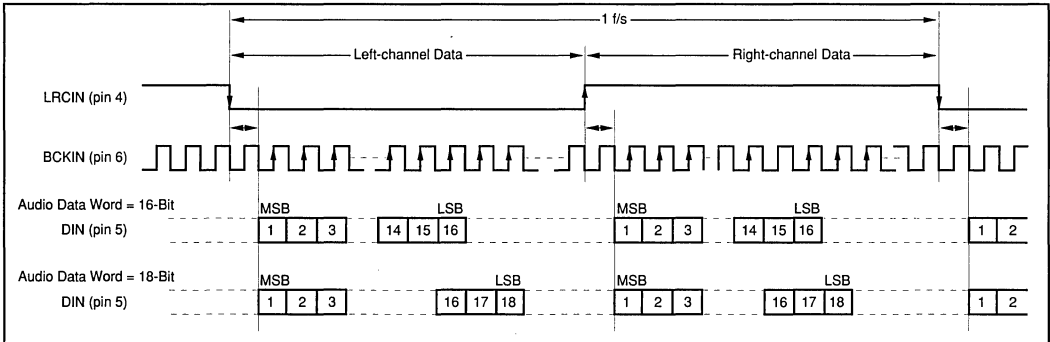 1 f/s
Left-channel Data
Right-channel Data
LRCIN (pin 4)
BCKIN (pin 6)
Audio Data Word = 16-Bit
MSB LSB MSB LSB
DIN (pin 5) 1 2 3 14 15 16 1 2 3 14 15 16 1 2
Audio Data Word = 18-Bit
MSB LSB MSB LSB
DIN (pin 5) 1 2 3 16 17 18 1 2 3 16 17 18 1 2